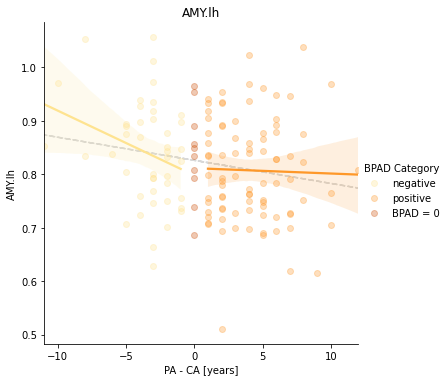 AMY.lh
1.0
0.9
0.8
0.7
0.6
0.5
AMY.lh
−10
−5
0
5
10
PA - CA [years]
BPAD Category
negative
positive
BPAD = 0